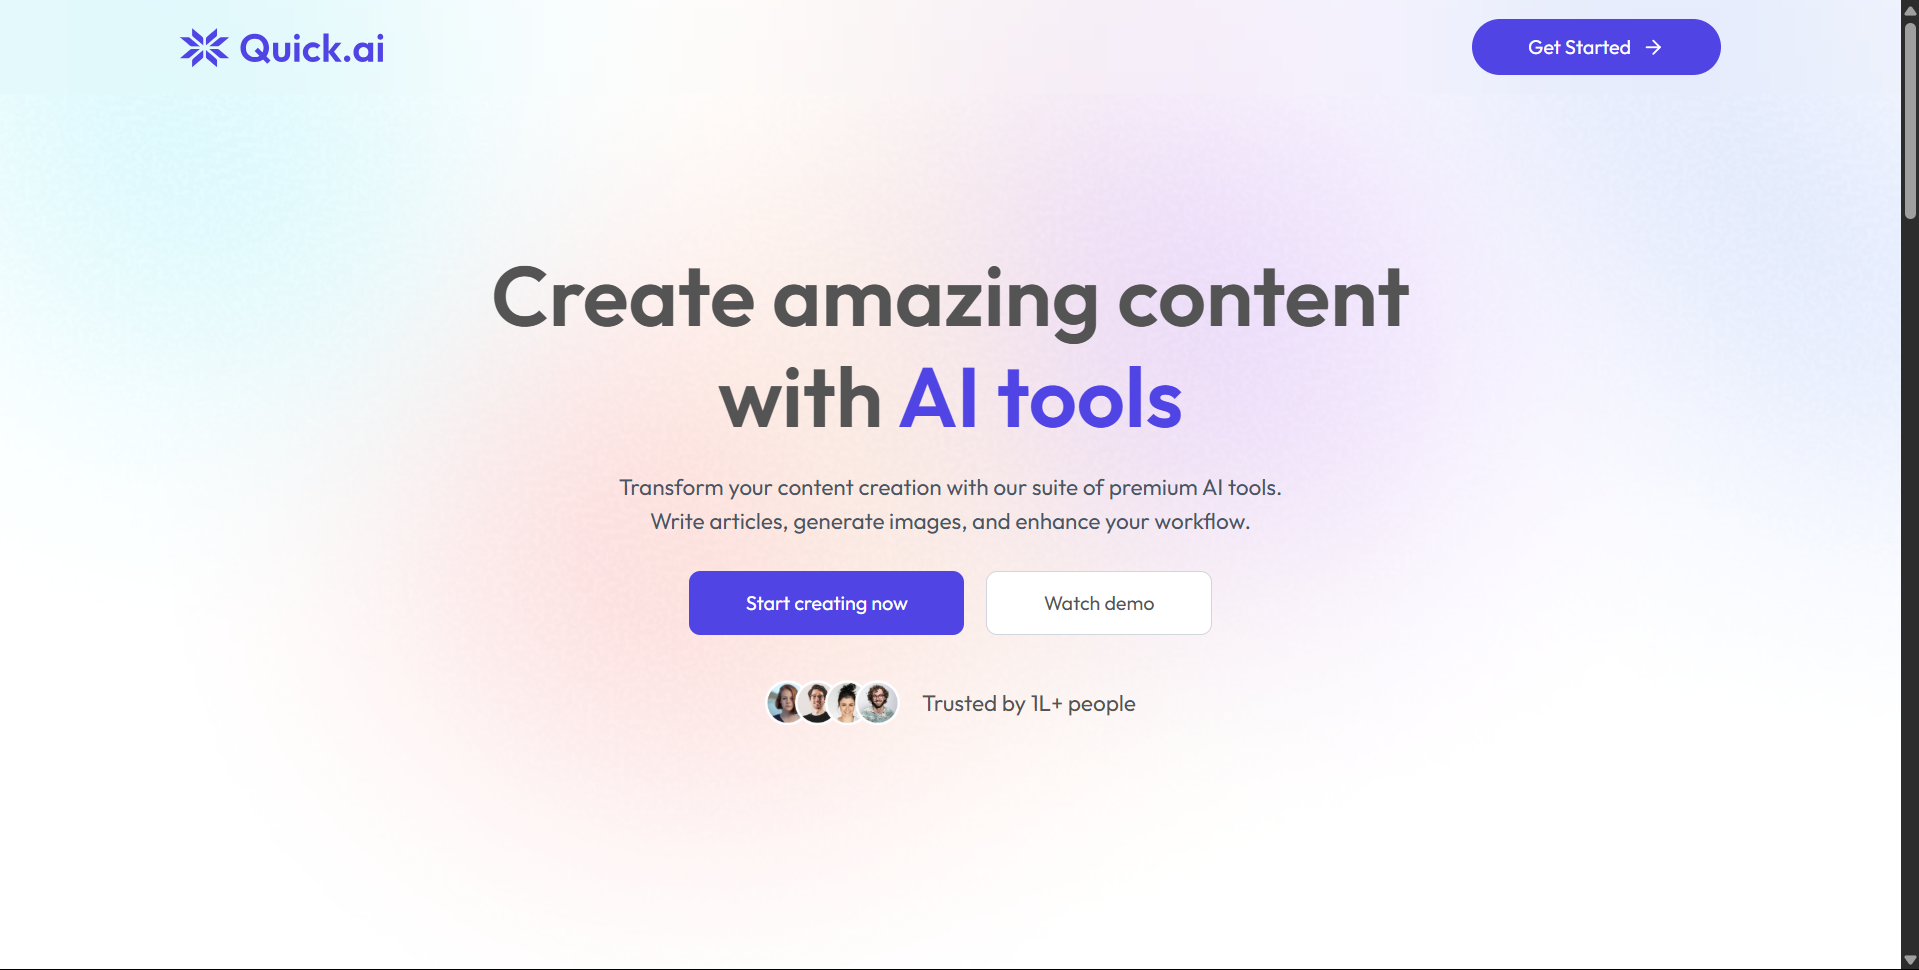 Quick.ai
Get Started
Create amazing content
with AI tools
Transform your content creation with our suite of premium AI tools.
Write articles, generate images, and enhance your workflow.
Start creating now
Watch demo
Trusted by 1L+ people